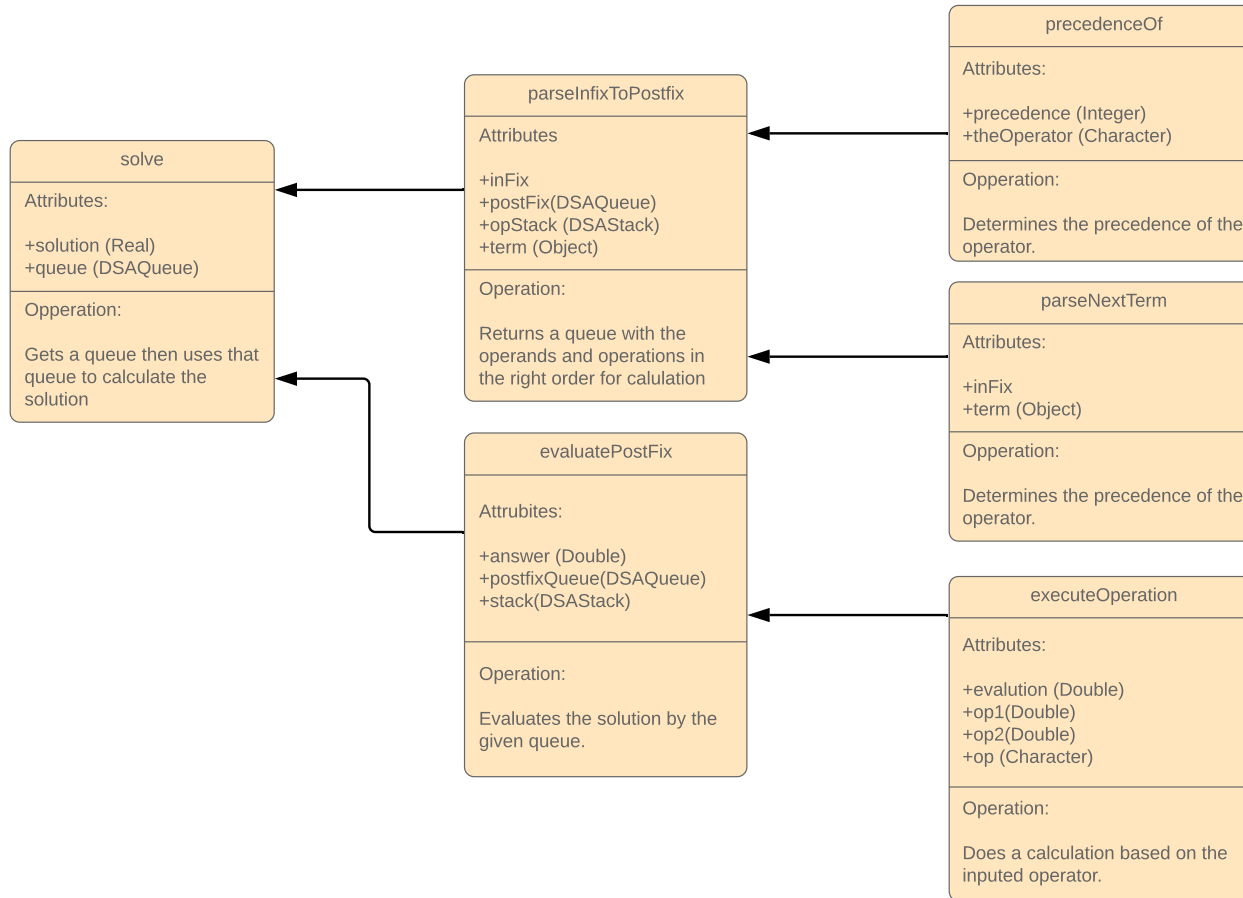 solve
Attributes:
+solution (Real)
+queue (DSAQueue)
Opperation:
Gets a queue then uses that
queue to calculate the
solution
parseInfixToPostfix
Attributes
+inFix
+postFix(DSAQueue)
+opStack (DSAStack)
+term (Object)
Operation:
Returns a queue with the
operands and operations in
the right order for calulation
evaluatePostFix
Attrubites:
+answer (Double)
+postfixQueue(DSAQueue)
+stack(DSAStack)
Operation:
Evaluates the solution by the
given queue.
precedenceOf
Attributes:
+precedence (Integer)
+theOperator (Character)
Opperation:
Determines the precedence of the
operator.
parseNextTerm
Attributes:
+inFix
+term (Object)
Opperation:
Determines the precedence of the
operator.
executeOperation
Attributes:
+evalution (Double)
+op1(Double)
+op2(Double)
+op (Character)
Operation:
Does a calculation based on the
inputed operator.